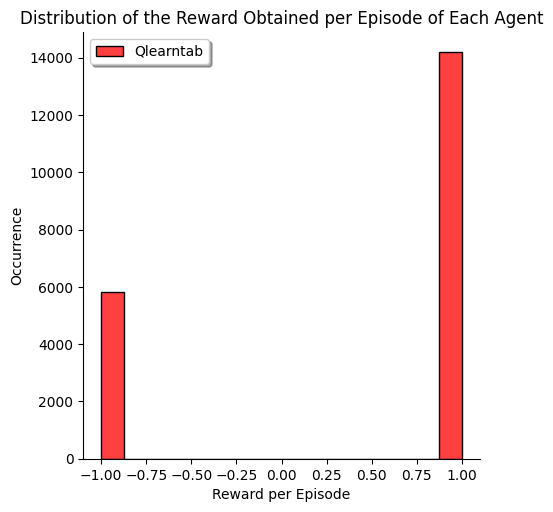 Distribution of the Reward Obtained per Episode of Each Agent
Qlearntab
14000
12000
10000
8000
6000
4000
2000
0
Occurrence
−1.00 −0.75 −0.50 −0.25 0.00 0.25 0.50 0.75 1.00
Reward per Episode